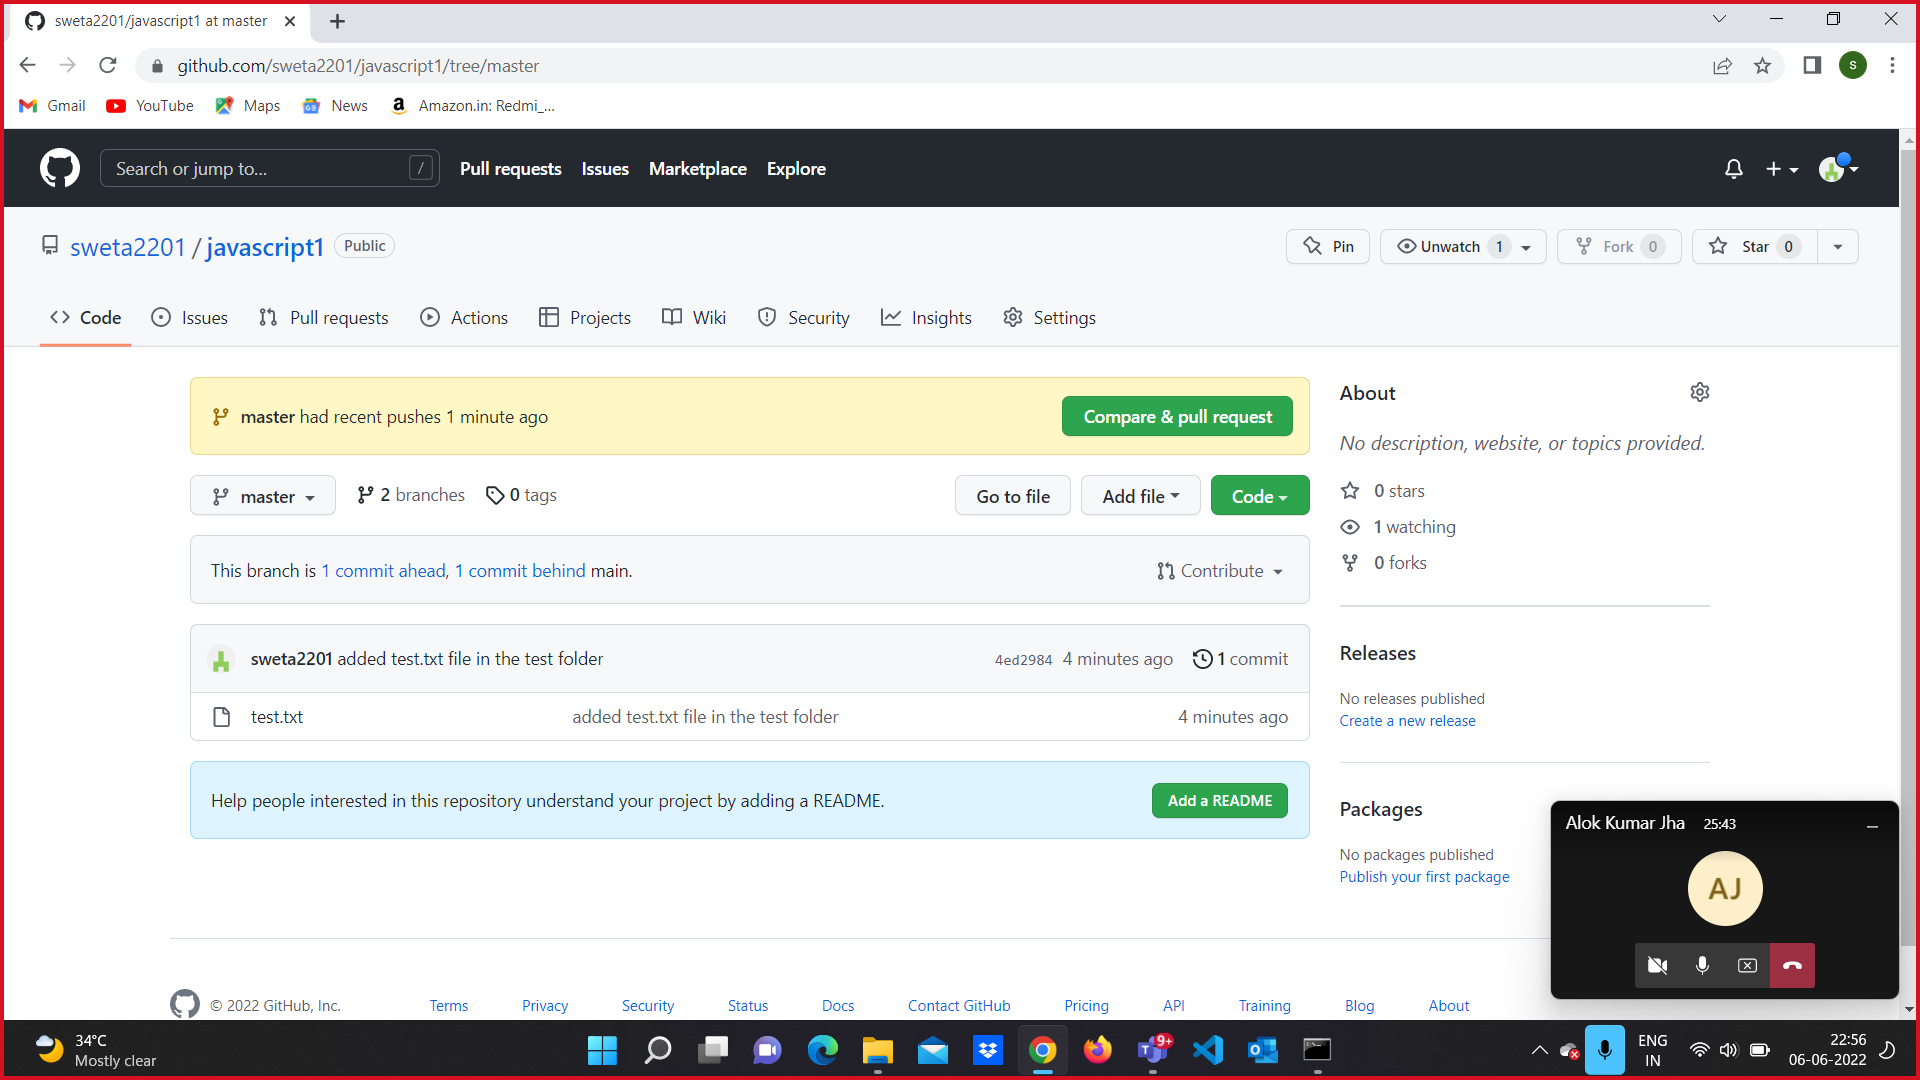 sweta2201/javascript1 at master
github.com/sweta2201/javascript1/tree/master
s
Gmail YouTube Maps News Amazon.in: Redmi_...
Search or jump to... / Pull requests Issues Marketplace Explore
sweta2201 / javascript1 Public Pin Unwatch 1 Fork 0 Star 0
Code Issues Pull requests Actions Projects Wiki Security Insights Settings
master had recent pushes 1 minute ago Compare & pull request
master 2 branches 0 tags Go to file Add file Code
This branch is 1 commit ahead, 1 commit behind main. Contribute
sweta2201 added test.txt file in the test folder 4ed2984 4 minutes ago 1 commit
test.txt added test.txt file in the test folder 4 minutes ago
Help people interested in this repository understand your project by adding a README. Add a README
About
No description, website, or topics provided.
0 stars
1 watching
0 forks
Releases
No releases published
Create a new release
Packages
No packages published
Publish your first package
Alok Kumar Jha 25:43
AJ
© 2022 GitHub, Inc. Terms Privacy Security Status Docs Contact GitHub Pricing API Training Blog About
34°C
Mostly clear
9+
ENG
IN
22:56
06-06-2022